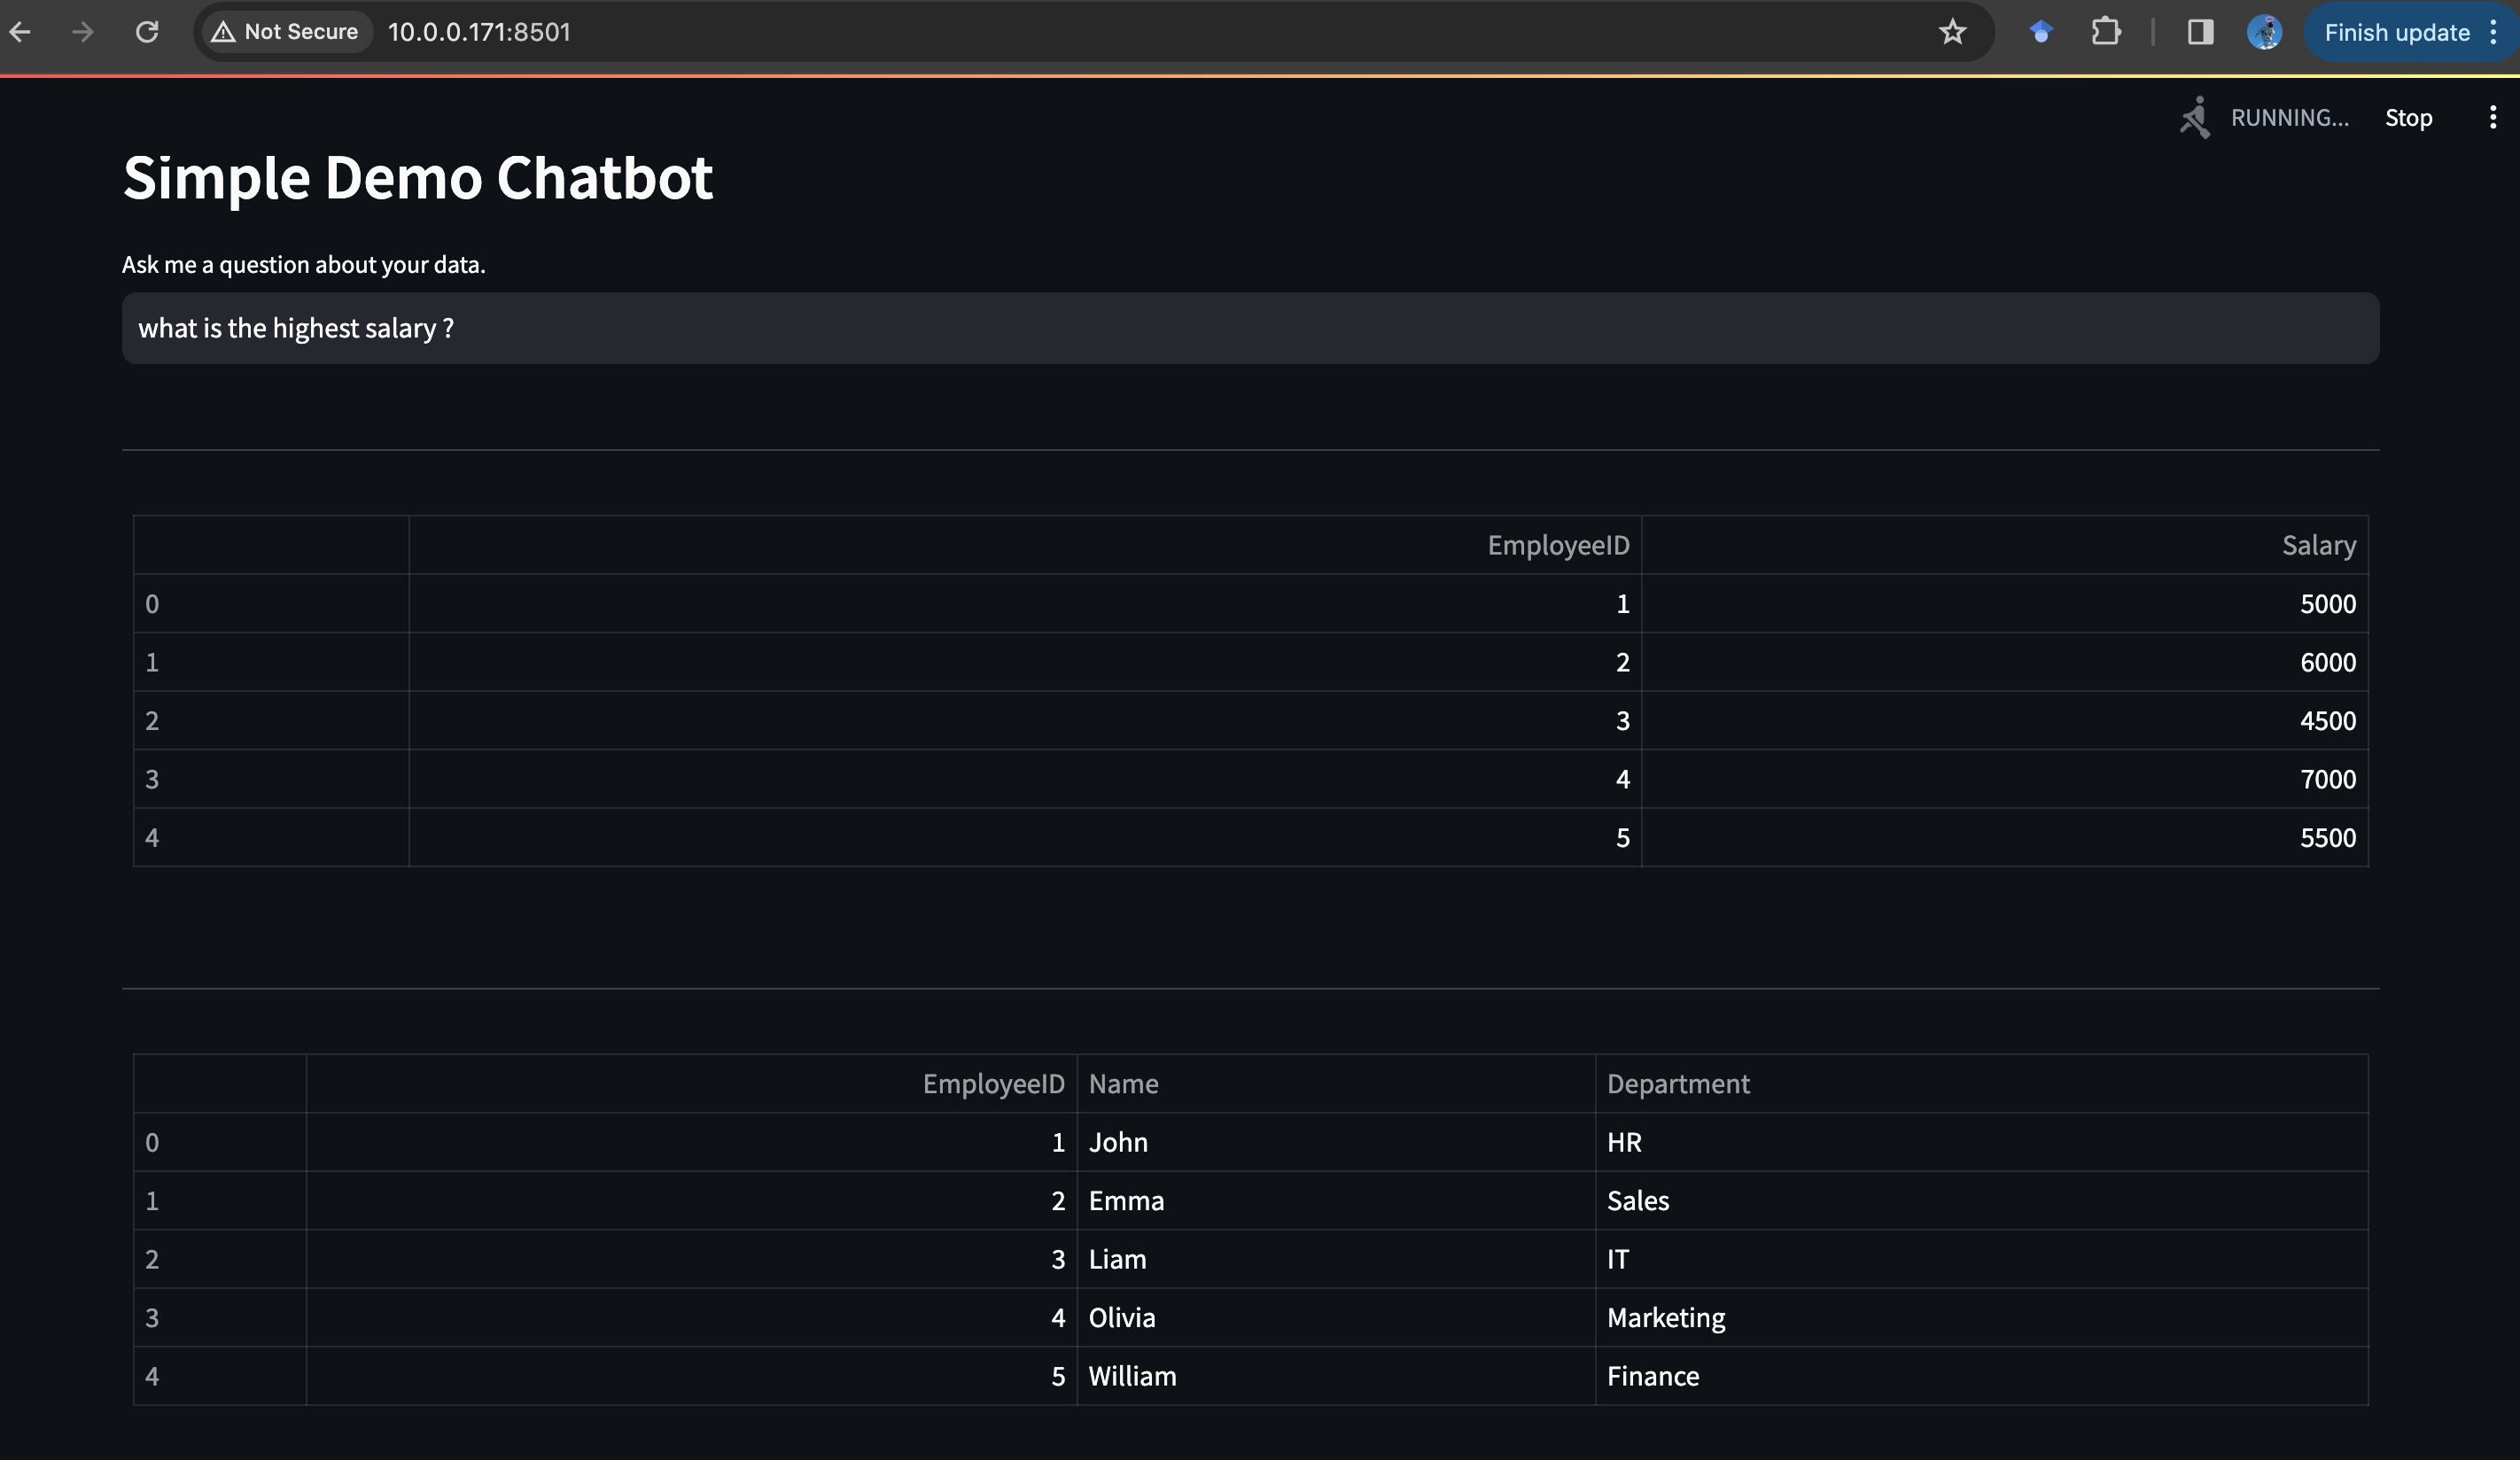 Not Secure 10.0.0.171:8501 Finish update
RUNNING... Stop
Simple Demo Chatbot
Ask me a question about your data.
what is the highest salary ?
EmployeeID Salary
0 1 5000
1 2 6000
2 3 4500
3 4 7000
4 5 5500
EmployeeID Name Department
0 1 John HR
1 2 Emma Sales
2 3 Liam IT
3 4 Olivia Marketing
4 5 William Finance